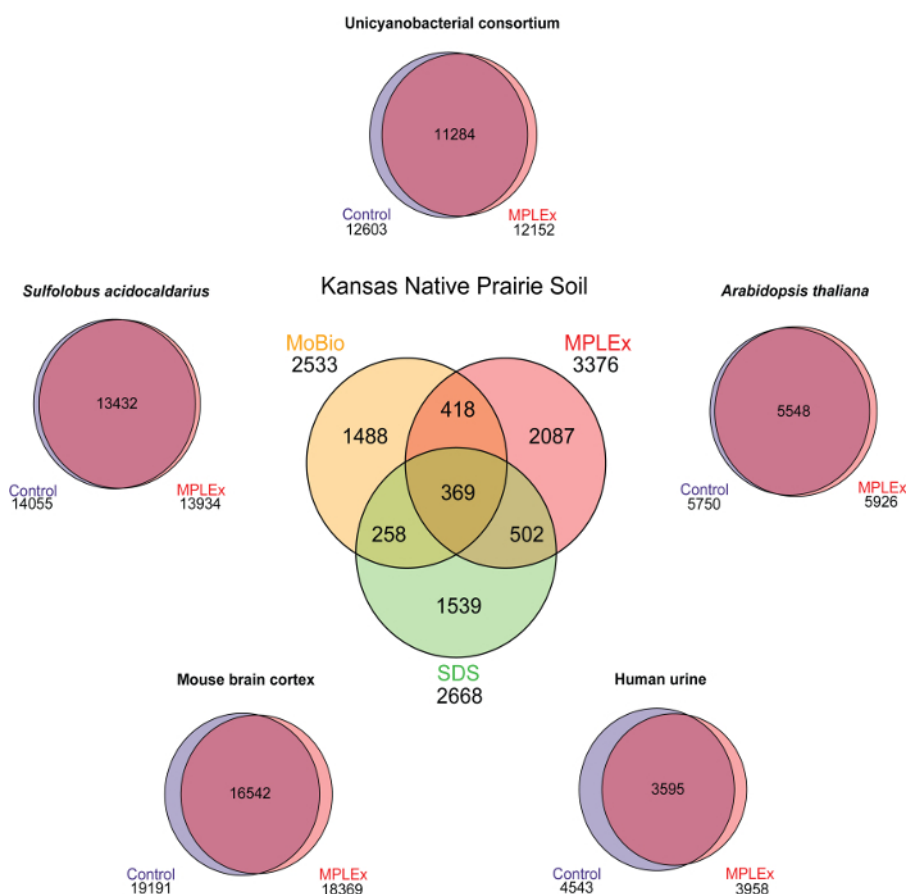 Unicyanobacterial consortium
11284
Control
12603
MPLEx
12152
Sulfolobus acidocaldarius
13432
Control
14055
MPLEx
13934
Kansas Native Prairie Soil
MoBio
2533
MPLEx
3376
418
1488
2087
369
258
502
1539
SDS
2668
Arabidopsis thaliana
5548
Control
5750
MPLEx
5926
Mouse brain cortex
16542
Control
19191
MPLEx
18369
Human urine
3595
Control
4543
MPLEx
3958